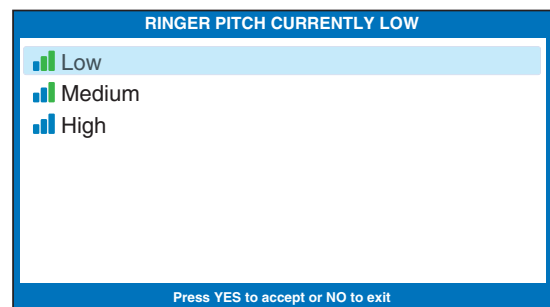 RINGER PITCH CURRENTLY LOW
Low
Medium
High
Press YES to accept or NO to exit